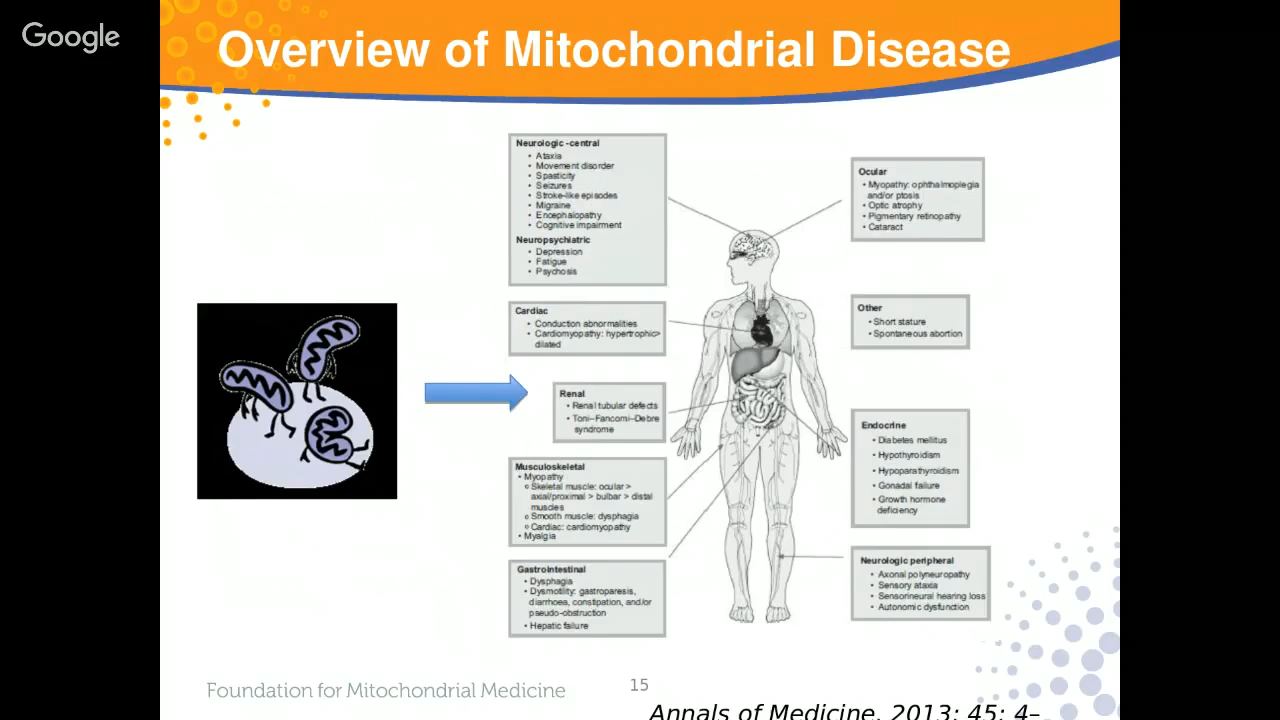 Google
Overview of Mitochondrial Disease
Neurologic -central
• Ataxia
• Movement disorder
• Spasticity
• Seizures
• Stroke-like episodes
• Migraine
• Encephalopathy
• Cognitive impairment
Neuropsychiatric
• Depression
• Fatigue
• Psychosis
Cardiac
• Conduction abnormalities
• Cardiomyopathy: hypertrophic>
dilated
Renal
• Renal tubular defects
• Toni–Fanconi–Debre
syndrome
Musculoskeletal
• Myopathy
o Skeletal muscle: ocular >
axial/proximal > bulbar > distal
muscles
o Smooth muscle: dysphagia
o Cardiac: cardiomyopathy
• Myalgia
Gastrointestinal
• Dysphagia
• Dysmotility: gastroparesis,
diarrhoea, constipation, and/or
pseudo-obstruction
• Hepatic failure
Ocular
• Myopathy: ophthalmoplegia
and/or ptosis
• Optic atrophy
• Pigmentary retinopathy
• Cataract
Other
• Short stature
• Spontaneous abortion
Endocrine
• Diabetes mellitus
• Hypothyroidism
• Hypoparathyroidism
• Gonadal failure
• Growth hormone
deficiency
Neurologic peripheral
• Axonal polyneuropathy
• Sensory ataxia
• Sensorineural hearing loss
• Autonomic dysfunction
Foundation for Mitochondrial Medicine
15
Annals of Medicine, 2013; 45: 4–